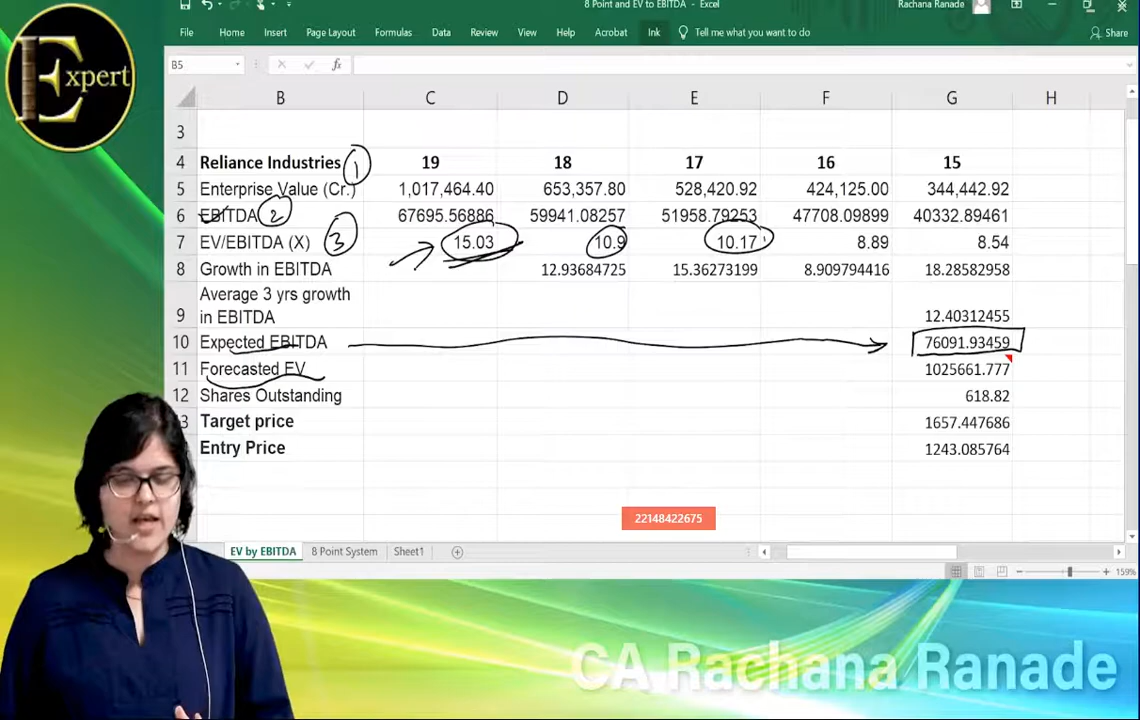 8 Point and EV to EBITDA - Excel
Rachana Ranade
Expert
File Home Insert Page Layout Formulas Data Review View Help Acrobat Ink Tell me what you want to do Share
B5 fx
B C D E F G H
3
4 Reliance Industries 1 19 18 17 16 15
5 Enterprise Value (Cr.) 1,017,464.40 653,357.80 528,420.92 424,125.00 344,442.92
6 EBITDA 2 67695.56886 59941.08257 51958.79253 47708.09899 40332.89461
7 EV/EBITDA (X) 3 15.03 10.9 10.17 8.89 8.54
8 Growth in EBITDA 12.93684725 15.36273199 8.909794416 18.28582958
Average 3 yrs growth
9 in EBITDA 12.40312455
10 Expected EBITDA 76091.93459
11 Forecasted EV 1025661.777
12 Shares Outstanding 618.82
3 Target price 1657.447686
Entry Price 1243.085764
22148422675
EV by EBITDA 8 Point System Sheet1
159%
CA Rachana Ranade